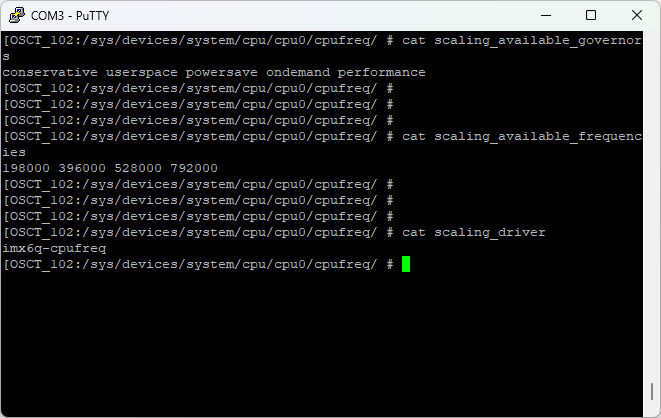 COM3 - PuTTY
[OSCT_102:/sys/devices/system/cpu/cpu0/cpufreq/ # cat scaling_available_governor
s
conservative userspace powersave ondemand performance
[OSCT_102:/sys/devices/system/cpu/cpu0/cpufreq/ #
[OSCT_102:/sys/devices/system/cpu/cpu0/cpufreq/ #
[OSCT_102:/sys/devices/system/cpu/cpu0/cpufreq/ #
[OSCT_102:/sys/devices/system/cpu/cpu0/cpufreq/ # cat scaling_available_frequenc
ies
198000 396000 528000 792000
[OSCT_102:/sys/devices/system/cpu/cpu0/cpufreq/ #
[OSCT_102:/sys/devices/system/cpu/cpu0/cpufreq/ #
[OSCT_102:/sys/devices/system/cpu/cpu0/cpufreq/ #
[OSCT_102:/sys/devices/system/cpu/cpu0/cpufreq/ # cat scaling_driver
imx6q-cpufreq
[OSCT_102:/sys/devices/system/cpu/cpu0/cpufreq/ #